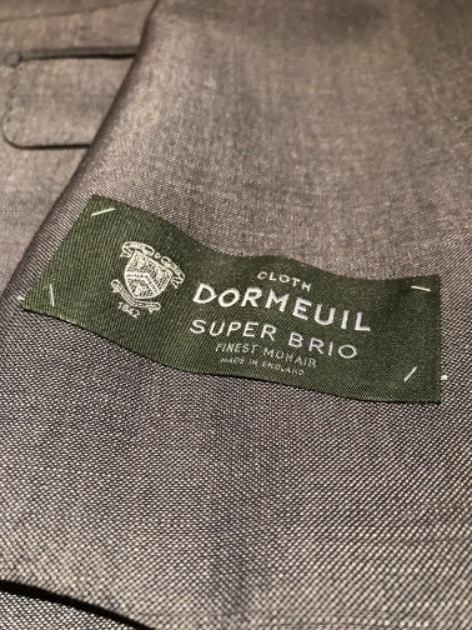 1842
CLOTH
DORMEUIL
SUPER BRIO
FINEST MOHAIR
MADE IN ENGLAND